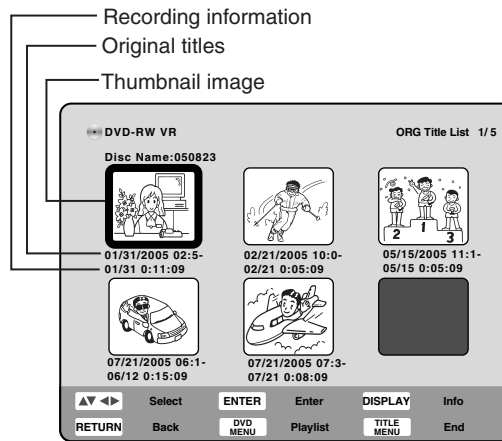 Recording information
Original titles
Thumbnail image
DVD-RW VR ORG Title List 1/5
Disc Name:050823
2 1 3
01/31/2005 02:5- 02/21/2005 10:0- 05/15/2005 11:1-
01/31 0:11:09 02/21 0:05:09 05/15 0:05:09
07/21/2005 06:1- 07/21/2005 07:3-
06/12 0:15:09 07/21 0:08:09
Select ENTER Enter DISPLAY Info
RETURN Back DVD MENU Playlist TITLE MENU End